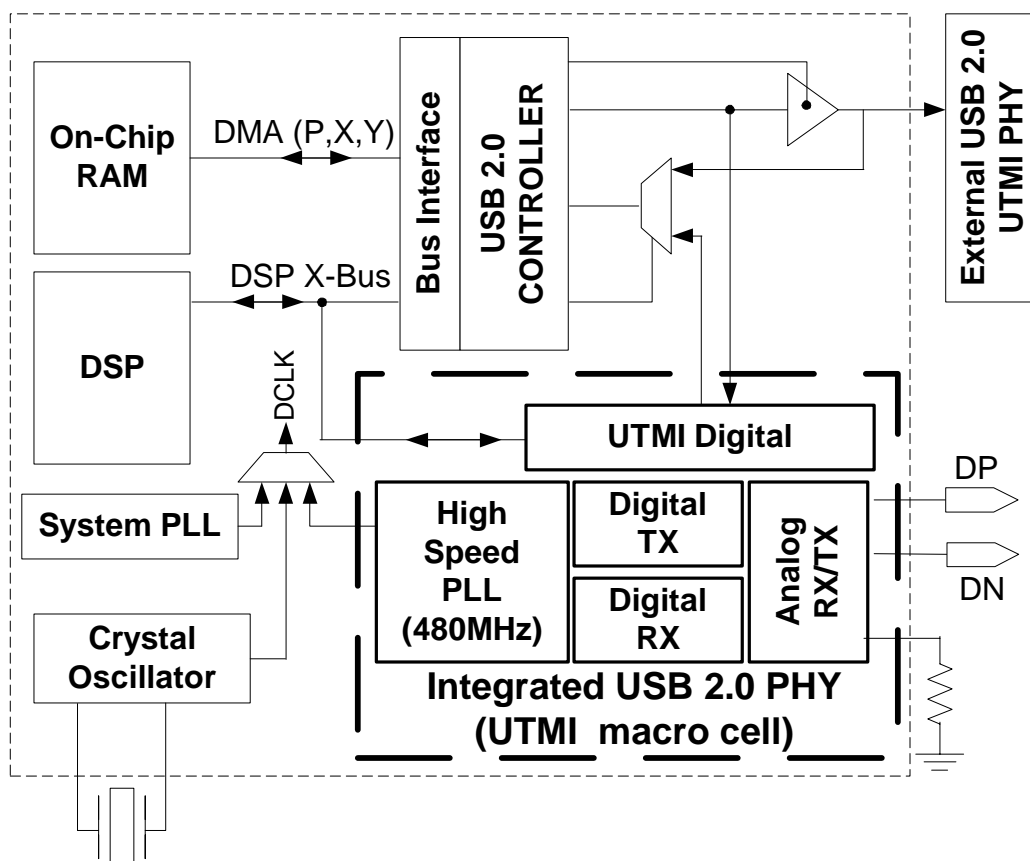 On-Chip
RAM
DMA (P,X,Y)
Bus Interface
USB 2.0
CONTROLLER
External USB 2.0
UTMI PHY
DSP X-Bus
DSP
DCLK
UTMI Digital
System PLL
High
Speed
PLL
(480MHz)
Digital
TX
Digital
RX
Analog
RX/TX
DP
DN
Crystal
Oscillator
Integrated USB 2.0 PHY
(UTMI macro cell)